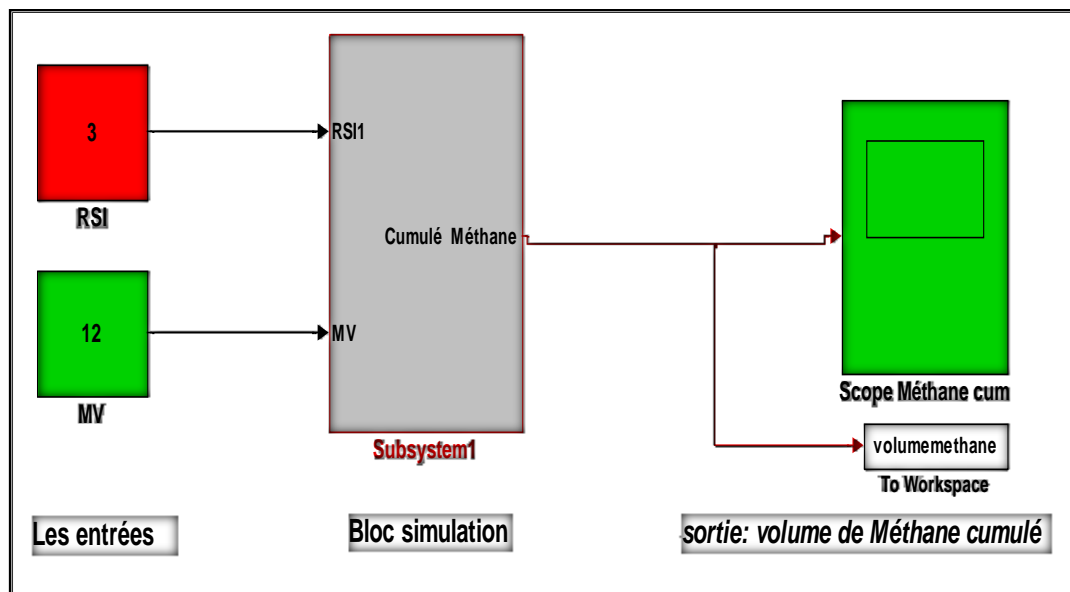 3
RSI
12
MV
RSI1
MV
Cumulé Méthane
Subsystem1
Scope Méthane cum
volumemethane
To Workspace
Les entrées
Bloc simulation
sortie: volume de Méthane cumulé